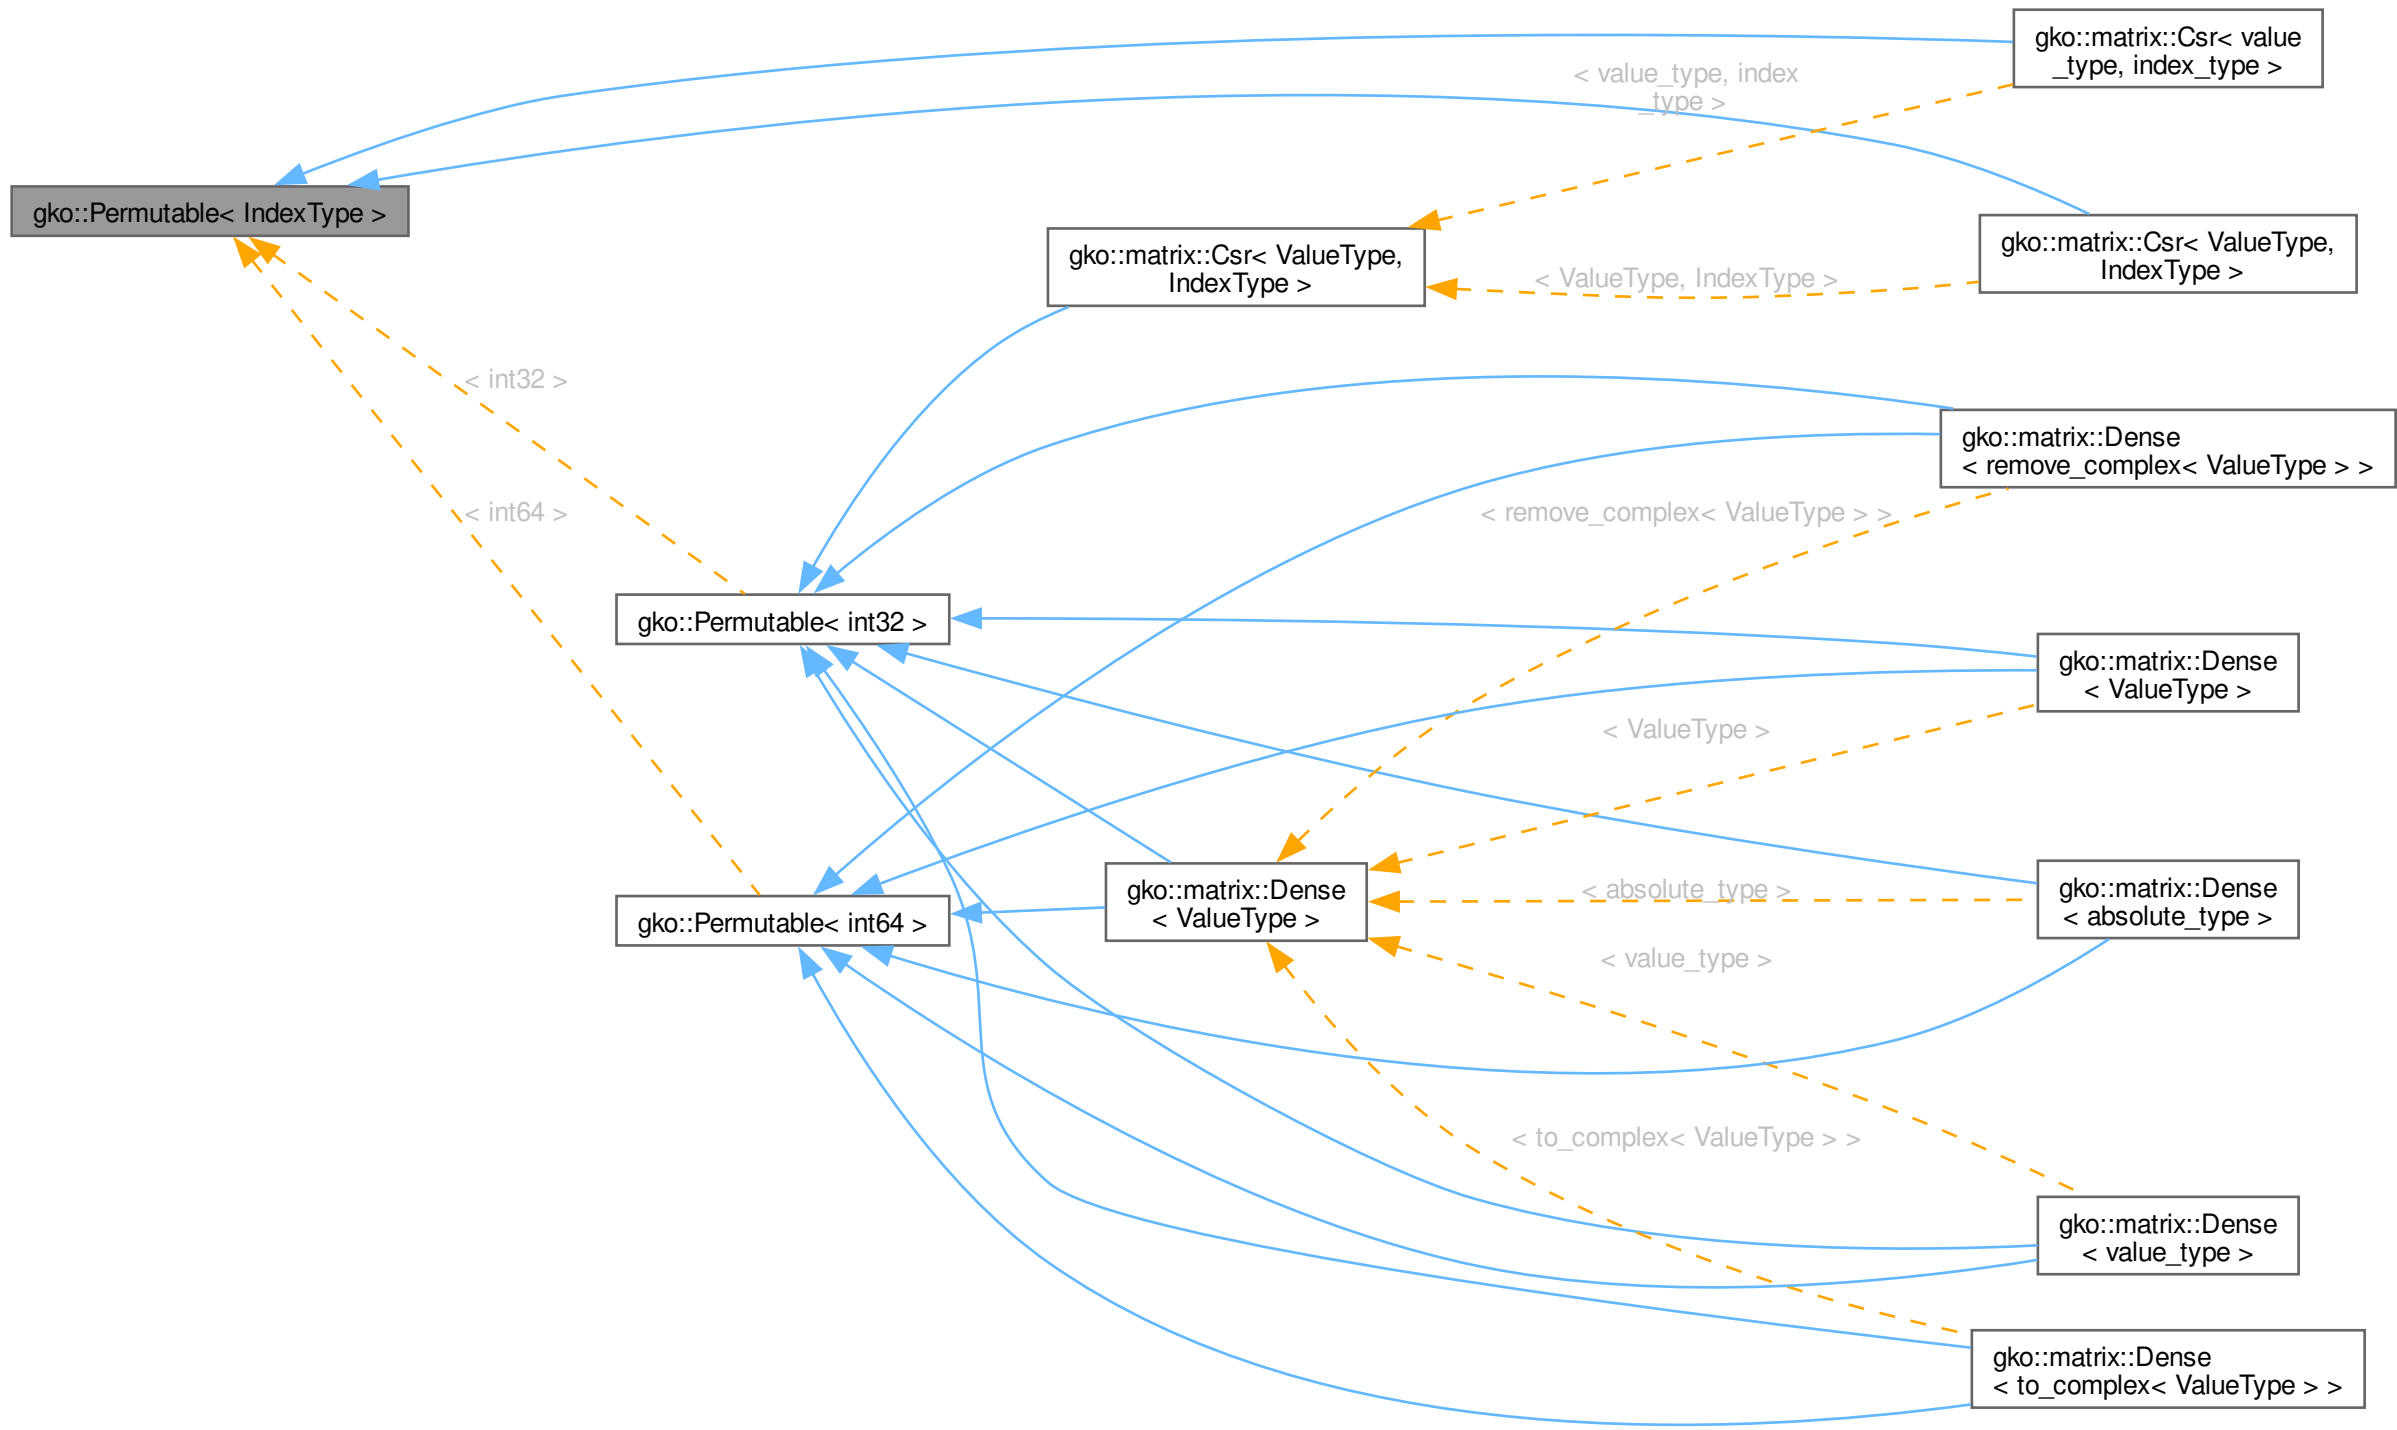 gko::matrix::Csr< value
_type, index_type >
< value_type, index
_type >
gko::Permutable< IndexType >
gko::matrix::Csr< ValueType,
IndexType >
< ValueType, IndexType >
gko::matrix::Csr< ValueType,
IndexType >
< int32 >
gko::matrix::Dense
< remove_complex< ValueType > >
< int64 >
< remove_complex< ValueType > >
gko::Permutable< int32 >
gko::matrix::Dense
< ValueType >
< ValueType >
gko::Permutable< int64 >
gko::matrix::Dense
< ValueType >
< absolute_type >
gko::matrix::Dense
< absolute_type >
< value_type >
< to_complex< ValueType > >
gko::matrix::Dense
< value_type >
gko::matrix::Dense
< to_complex< ValueType > >